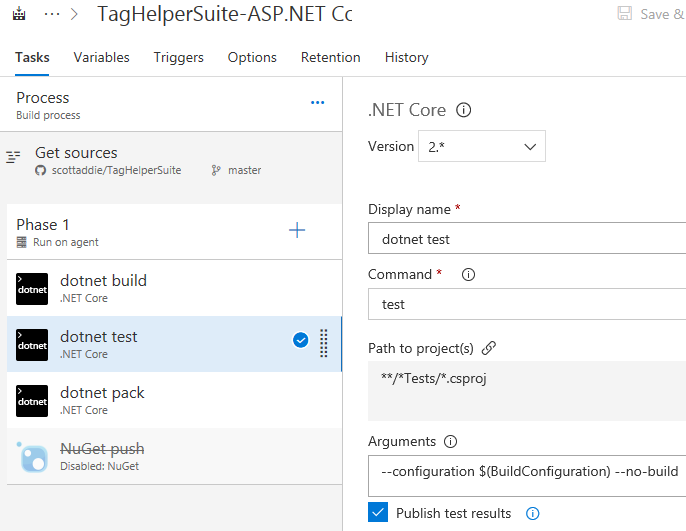 TagHelperSuite-ASP.NET Co
Save &
Tasks
Variables
Triggers
Options
Retention
History
Process
Build process
Get sources
scottaddie/TagHelperSuite
master
Phase 1
Run on agent
dotnet
dotnet build
.NET Core
dotnet
dotnet test
.NET Core
dotnet
dotnet pack
.NET Core
NuGet push
Disabled: NuGet
.NET Core
Version
2.*
Display name *
dotnet test
Command *
test
Path to project(s)
**/*Tests/*.csproj
Arguments
--configuration $(BuildConfiguration) --no-build
Publish test results